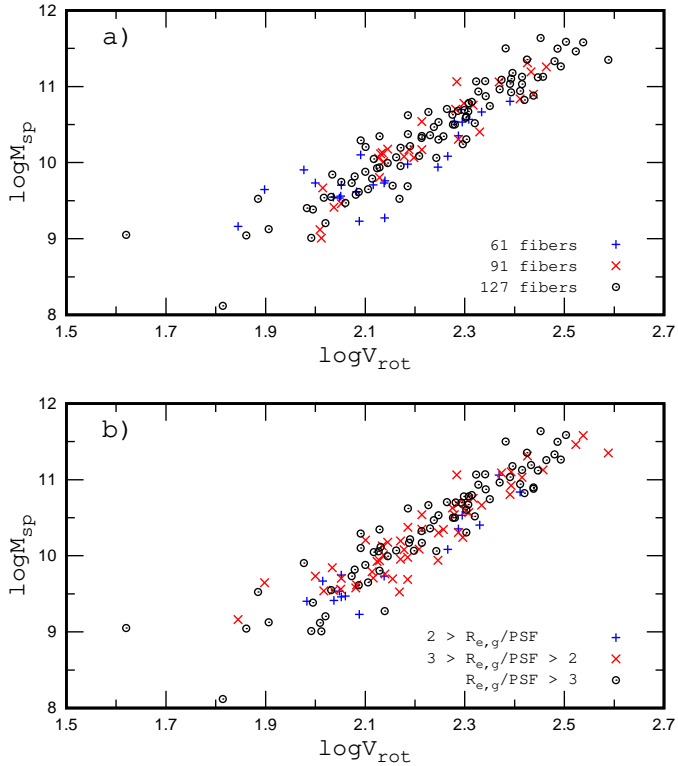 12
11
10
9
8
logM_sp
a)
61 fibers
91 fibers
127 fibers
1.5 1.7 1.9 2.1 2.3 2.5 2.7
logV_rot
12
11
10
9
8
logM_sp
b)
2 > R_e,g/PSF
3 > R_e,g/PSF > 2
R_e,g/PSF > 3
1.5 1.7 1.9 2.1 2.3 2.5 2.7
logV_rot